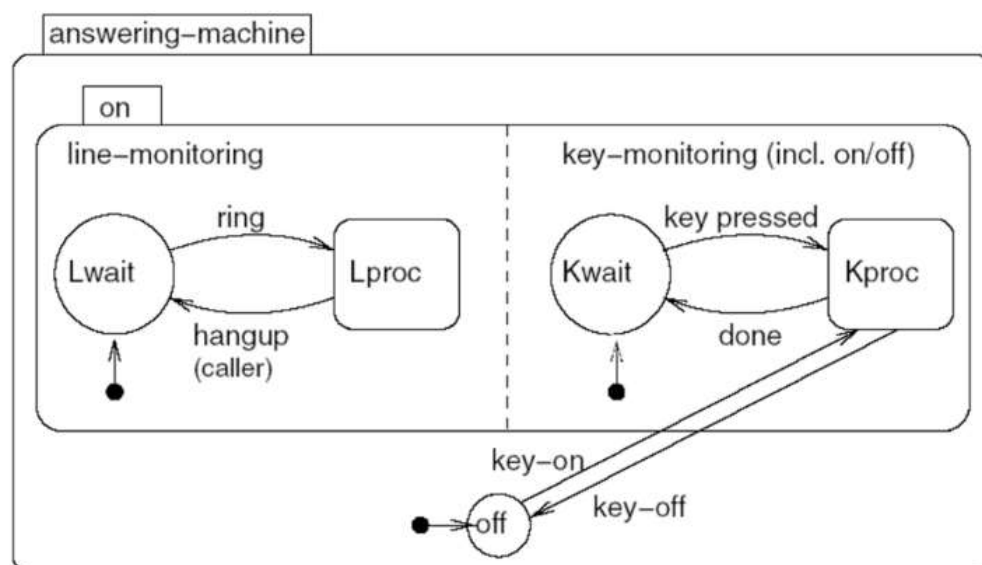 answering-machine
on
line-monitoring
key-monitoring (incl. on/off)
ring
key pressed
Lwait
Lproc
Kwait
Kproc
hangup
(caller)
done
key-on
key-off
off